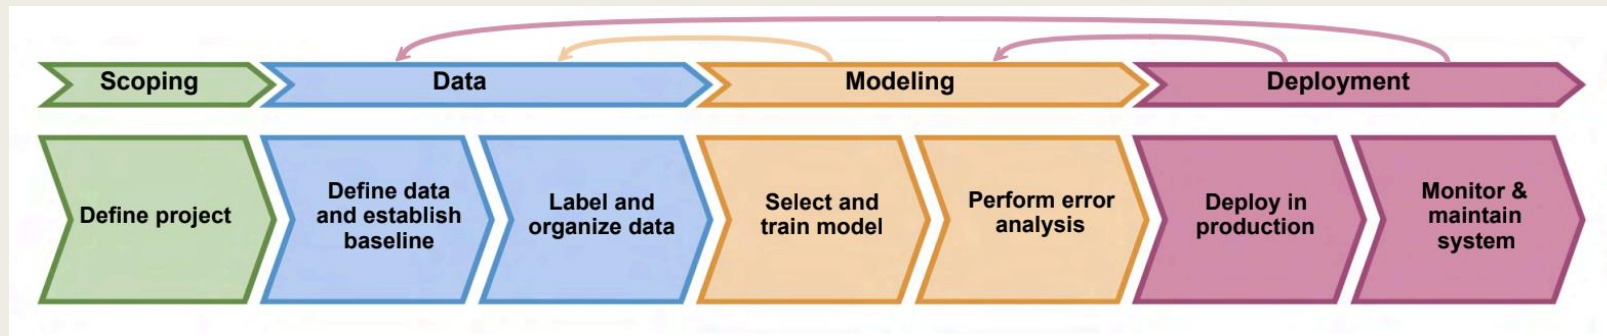 Scoping
Data
Modeling
Deployment
Define project
Define data
and establish
baseline
Label and
organize data
Select and
train model
Perform error
analysis
Deploy in
production
Monitor &
maintain
system